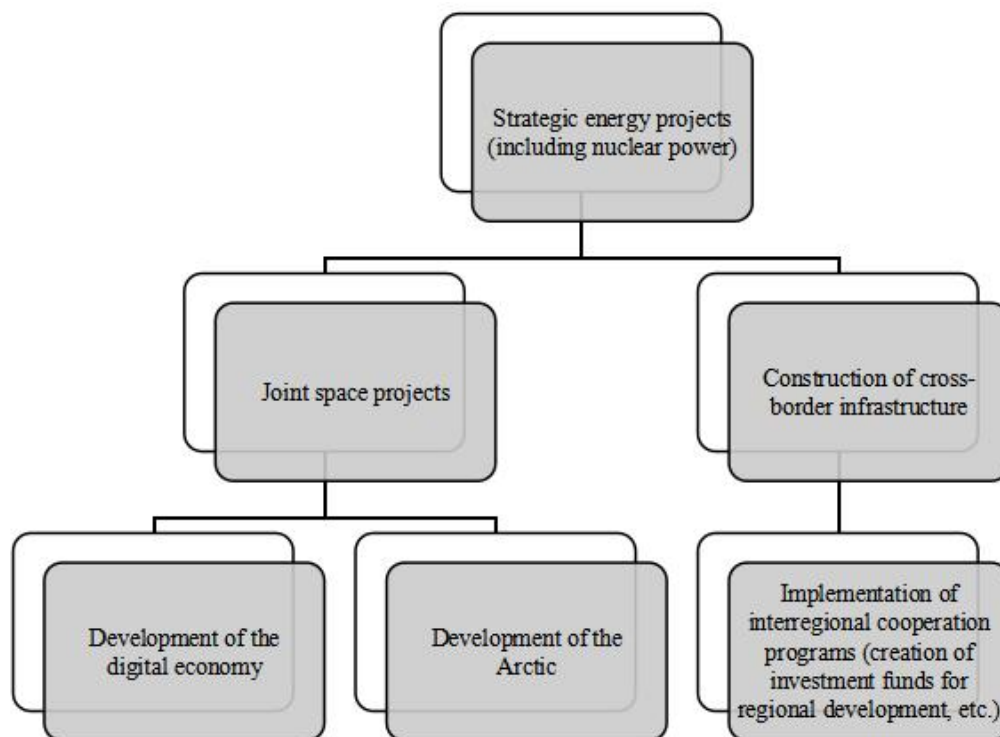 Strategic energy projects
(including nuclear power)
Joint space projects
Construction of cross-
border infrastructure
Development of the
digital economy
Development of the
Arctic
Implementation of
interregional cooperation
programs (creation of
investment funds for
regional development, etc.)